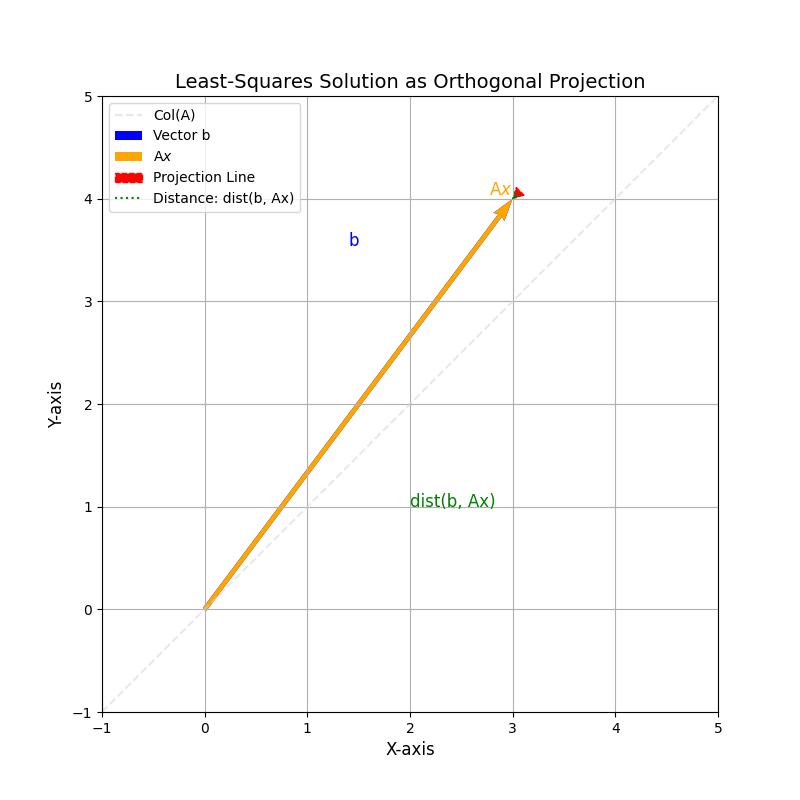 Least-Squares Solution as Orthogonal Projection
5
4
3
2
1
0
−1
Y-axis
Col(A)
Vector b
Ax
Projection Line
Distance: dist(b, Ax)
Ax
b
dist(b, Ax)
−1 0 1 2 3 4 5
X-axis